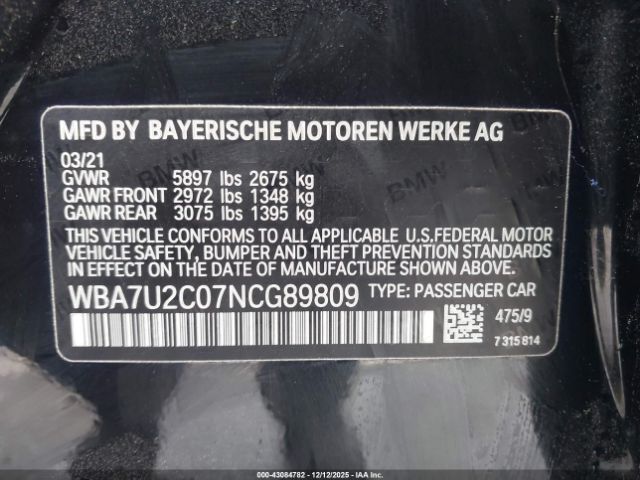 MFD BY BAYERISCHE MOTOREN WERKE AG
03/21
GVWR 5897 lbs 2675 kg
GAWR FRONT 2972 lbs 1348 kg
GAWR REAR 3075 lbs 1395 kg
THIS VEHICLE CONFORMS TO ALL APPLICABLE U.S.FEDERAL MOTOR
VEHICLE SAFETY, BUMPER AND THEFT PREVENTION STANDARDS
IN EFFECT ON THE DATE OF MANUFACTURE SHOWN ABOVE.
WBA7U2C07NCG89809 TYPE: PASSENGER CAR
475/9
7 315 814
000-43084782 - 12/12/2025 - IAA Inc.